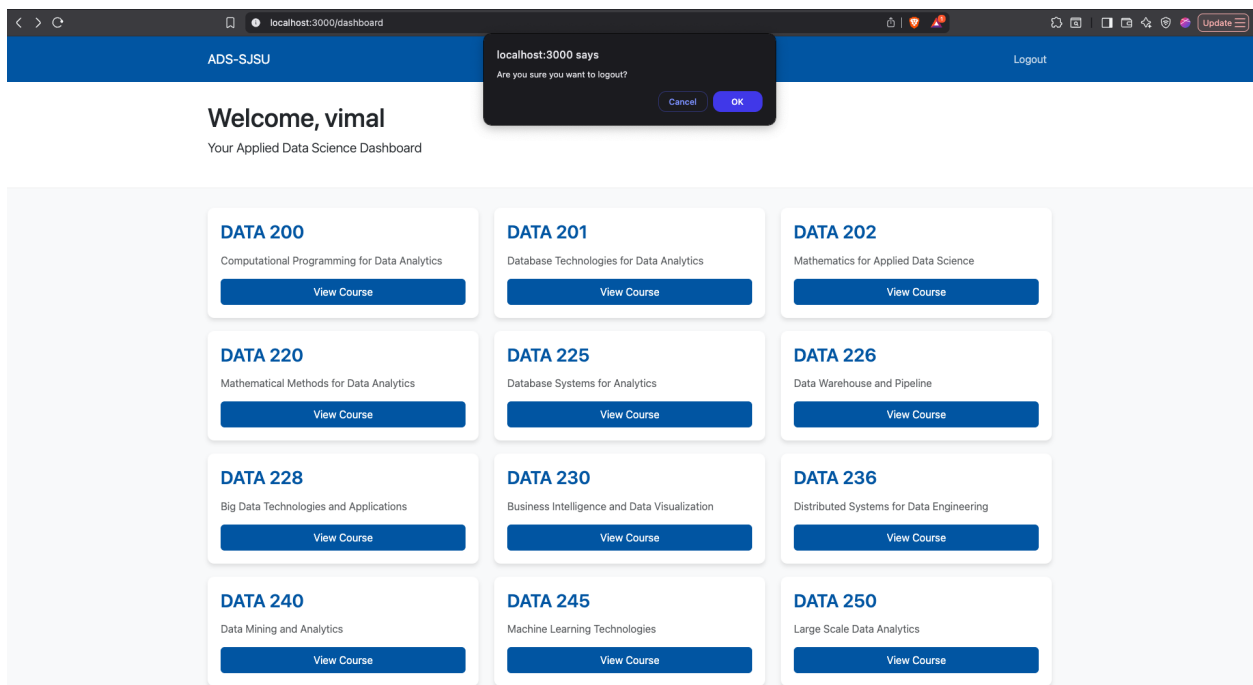 localhost:3000/dashboard
Update
ADS-SJSU
Logout
localhost:3000 says
Are you sure you want to logout?
Cancel
OK
Welcome, vimal
Your Applied Data Science Dashboard
DATA 200
Computational Programming for Data Analytics
View Course
DATA 201
Database Technologies for Data Analytics
View Course
DATA 202
Mathematics for Applied Data Science
View Course
DATA 220
Mathematical Methods for Data Analytics
View Course
DATA 225
Database Systems for Analytics
View Course
DATA 226
Data Warehouse and Pipeline
View Course
DATA 228
Big Data Technologies and Applications
View Course
DATA 230
Business Intelligence and Data Visualization
View Course
DATA 236
Distributed Systems for Data Engineering
View Course
DATA 240
Data Mining and Analytics
View Course
DATA 245
Machine Learning Technologies
View Course
DATA 250
Large Scale Data Analytics
View Course